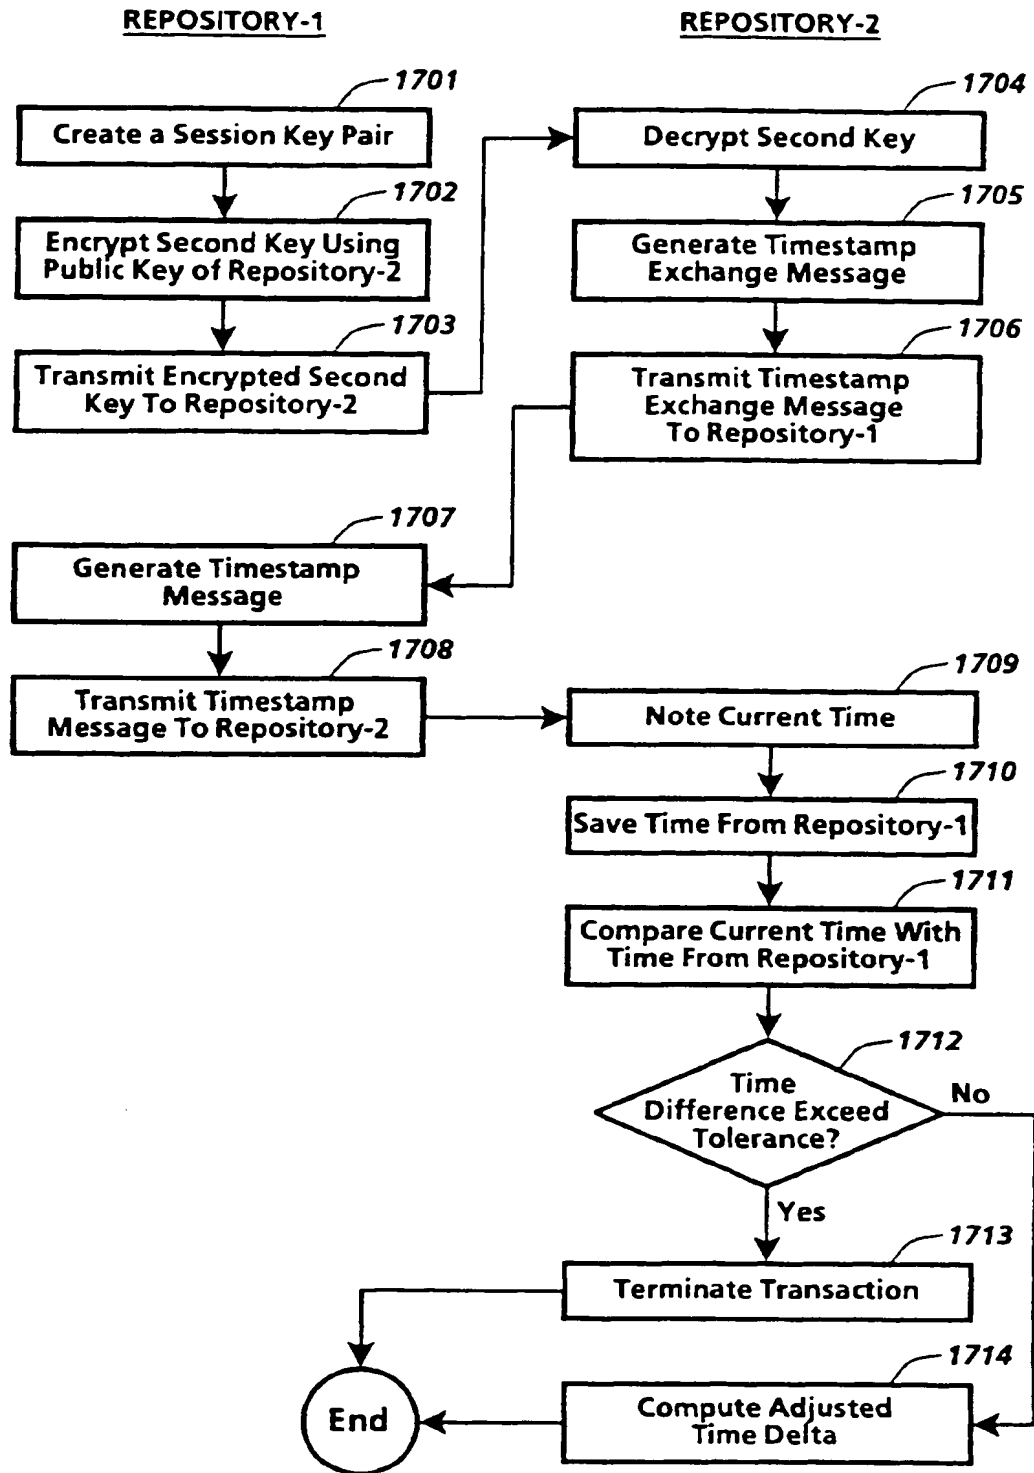 REPOSITORY-1
REPOSITORY-2
1701
Create a Session Key Pair
1702
Encrypt Second Key Using
Public Key of Repository-2
1703
Transmit Encrypted Second
Key To Repository-2
1704
Decrypt Second Key
1705
Generate Timestamp
Exchange Message
1706
Transmit Timestamp
Exchange Message
To Repository-1
1707
Generate Timestamp
Message
1708
Transmit Timestamp
Message To Repository-2
1709
Note Current Time
1710
Save Time From Repository-1
1711
Compare Current Time With
Time From Repository-1
1712
Time
Difference Exceed
Tolerance?
No
Yes
1713
Terminate Transaction
1714
Compute Adjusted
Time Delta
End